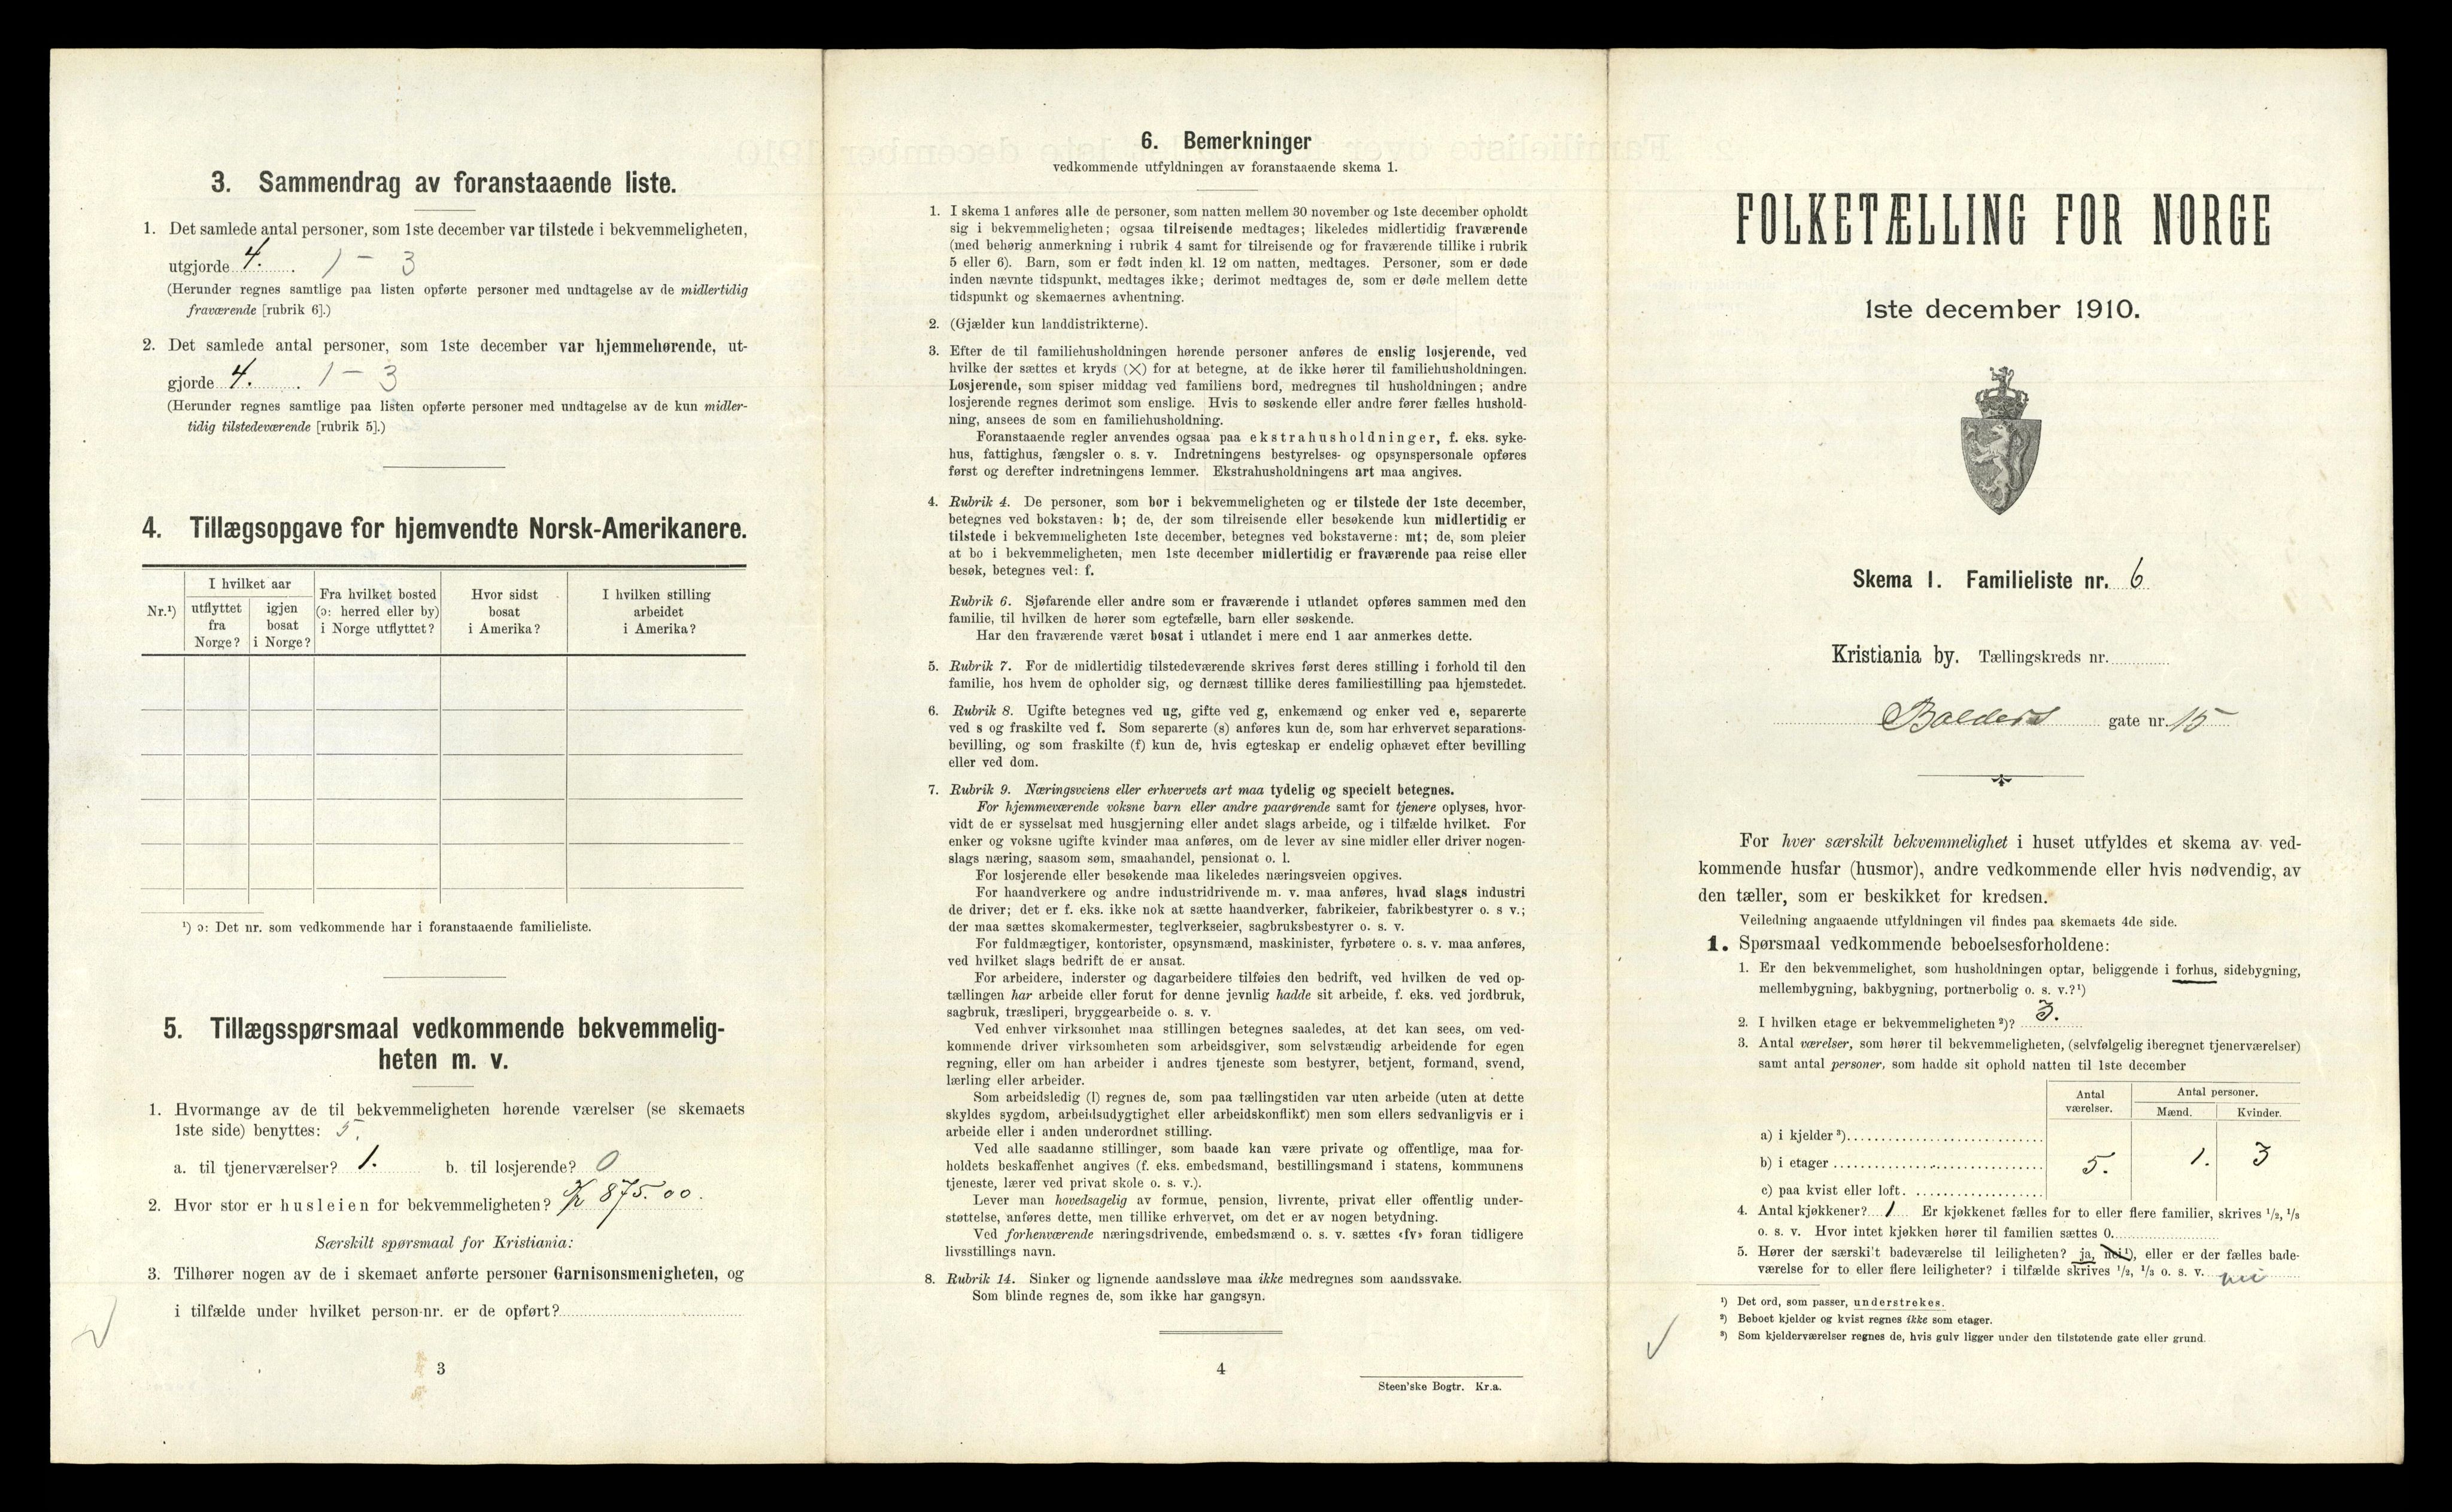 3. Sammendrag av foranstaaende liste.
1. Det samlede antal personer, som 1ste december var tilstede i bekvemmeligheten,
utgjorde 4. 1 – 3
(Herunder regnes samtlige paa listen opførte personer med undtagelse av de midlertidig
fraværende [rubrik 6].)
2. Det samlede antal personer, som 1ste december var hjemmehørende, ut-
gjorde 4. 1 – 3
(Herunder regnes samtlige paa listen opførte personer med undtagelse av de kun midler-
tidig tilstedeværende [rubrik 5].)
4. Tillægsopgave for hjemvendte Norsk-Amerikanere.
Nr.¹)
I hvilket aar
utflyttet
fra
Norge?
igjen
bosat
i Norge?
Fra hvilket bosted
(ɔ: herred eller by)
i Norge utflyttet?
Hvor sidst
bosat
i Amerika?
I hvilken stilling
arbeidet
i Amerika?
¹) ɔ: Det nr. som vedkommende har i foranstaaende familieliste.
5. Tillægsspørsmaal vedkommende bekvemmelig-
heten m. v.
1. Hvormange av de til bekvemmeligheten hørende værelser (se skemaets
1ste side) benyttes: 5.
a. til tjenerværelser? 1. b. til losjerende? 0
2. Hvor stor er husleien for bekvemmeligheten? Kr 875.00.
Særskilt spørsmaal for Kristiania:
3. Tilhører nogen av de i skemaet anførte personer Garnisonsmenigheten, og
i tilfælde under hvilket person-nr. er de opført?
3
6. Bemerkninger
vedkommende utfyldningen av foranstaaende skema 1.
1. I skema 1 anføres alle de personer, som natten mellem 30 november og 1ste december opholdt
sig i bekvemmeligheten; ogsaa tilreisende medtages; likeledes midlertidig fraværende
(med behørig anmerkning i rubrik 4 samt for tilreisende og for fraværende tillike i rubrik
5 eller 6). Barn, som er født inden kl. 12 om natten, medtages. Personer, som er døde
inden nævnte tidspunkt, medtages ikke; derimot medtages de, som er døde mellem dette
tidspunkt og skemaernes avhentning.
2. (Gjælder kun landdistrikterne).
3. Efter de til familiehusholdningen hørende personer anføres de enslig losjerende, ved
hvilke der sættes et kryds (×) for at betegne, at de ikke hører til familiehusholdningen.
Losjerende, som spiser middag ved familiens bord, medregnes til husholdningen; andre
losjerende regnes derimot som enslige. Hvis to søskende eller andre fører fælles hushold-
ning, ansees de som en familiehusholdning.
Foranstaaende regler anvendes ogsaa paa ekstrahusholdninger, f. eks. syke-
hus, fattighus, fængsler o. s. v. Indretningens bestyrelses- og opsynspersonale opføres
først og derefter indretningens lemmer. Ekstrahusholdningens art maa angives.
4. Rubrik 4. De personer, som bor i bekvemmeligheten og er tilstede der 1ste december,
betegnes ved bokstaven: b; de, der som tilreisende eller besøkende kun midlertidig er
tilstede i bekvemmeligheten 1ste december, betegnes ved bokstaverne: mt; de, som pleier
at bo i bekvemmeligheten, men 1ste december midlertidig er fraværende paa reise eller
besøk, betegnes ved: f.
Rubrik 6. Sjøfarende eller andre som er fraværende i utlandet opføres sammen med den
familie, til hvilken de hører som egtefælle, barn eller søskende.
Har den fraværende været bosat i utlandet i mere end 1 aar anmerkes dette.
5. Rubrik 7. For de midlertidig tilstedeværende skrives først deres stilling i forhold til den
familie, hos hvem de opholder sig, og dernæst tillike deres familiestilling paa hjemstedet.
6. Rubrik 8. Ugifte betegnes ved ug, gifte ved g, enkemænd og enker ved e, separerte
ved s og fraskilte ved f. Som separerte (s) anføres kun de, som har erhvervet separations-
bevilling, og som fraskilte (f) kun de, hvis egteskap er endelig ophævet efter bevilling
eller ved dom.
7. Rubrik 9. Næringsveiens eller erhvervets art maa tydelig og specielt betegnes.
For hjemmeværende voksne barn eller andre paarørende samt for tjenere oplyses, hvor-
vidt de er sysselsat med husgjerning eller andet slags arbeide, og i tilfælde hvilket. For
enker og voksne ugifte kvinder maa anføres, om de lever av sine midler eller driver nogen-
slags næring, saasom søm, smaahandel, pensionat o. l.
For losjerende eller besøkende maa likeledes næringsveien opgives.
For haandverkere og andre industridrivende m. v. maa anføres, hvad slags industri
de driver; det er f. eks. ikke nok at sætte haandverker, fabrikeier, fabrikbestyrer o. s v.;
der maa sættes skomakermester, teglverkseier, sagbruksbestyrer o. s. v.
For fuldmægtiger, kontorister, opsynsmænd, maskinister, fyrbøtere o. s. v. maa anføres,
ved hvilket slags bedrift de er ansat.
For arbeidere, inderster og dagarbeidere tilføies den bedrift, ved hvilken de ved op-
tællingen har arbeide eller forut for denne jevnlig hadde sit arbeide, f. eks. ved jordbruk,
sagbruk, træsliperi, bryggearbeide o. s. v.
Ved enhver virksomhet maa stillingen betegnes saaledes, at det kan sees, om ved-
kommende driver virksomheten som arbeidsgiver, som selvstændig arbeidende for egen
regning, eller om han arbeider i andres tjeneste som bestyrer, betjent, formand, svend,
lærling eller arbeider.
Som arbeidsledig (l) regnes de, som paa tællingstiden var uten arbeide (uten at dette
skyldes sygdom, arbeidsudygtighet eller arbeidskonflikt) men som ellers sedvanligvis er i
arbeide eller i anden underordnet stilling.
Ved alle saadanne stillinger, som baade kan være private og offentlige, maa for-
holdets beskaffenhet angives (f. eks. embedsmand, bestillingsmand i statens, kommunens
tjeneste, lærer ved privat skole o. s. v.).
Lever man hovedsagelig av formue, pension, livrente, privat eller offentlig under-
støttelse, anføres dette, men tillike erhvervet, om det er av nogen betydning.
Ved forhenværende næringsdrivende, embedsmænd o. s. v. sættes «fv» foran tidligere
livsstillings navn.
8. Rubrik 14. Sinker og lignende aandssløve maa ikke medregnes som aandssvake.
Som blinde regnes de, som ikke har gangsyn.
4
Steen'ske Bogtr. Kr.a.
FOLKETÆLLING FOR NORGE
1ste december 1910.
Skema 1. Familieliste nr. 6
Kristiania by. Tællingskreds nr.
Balders gate nr. 15
For hver særskilt bekvemmelighet i huset utfyldes et skema av ved-
kommende husfar (husmor), andre vedkommende eller hvis nødvendig, av
den tæller, som er beskikket for kredsen.
Veiledning angaaende utfyldningen vil findes paa skemaets 4de side.
1. Spørsmaal vedkommende beboelsesforholdene:
1. Er den bekvemmelighet, som husholdningen optar, beliggende i forhus, sidebygning,
mellembygning, bakbygning, portnerbolig o. s. v.?¹)
2. I hvilken etage er bekvemmeligheten²)? 3.
3. Antal værelser, som hører til bekvemmeligheten, (selvfølgelig iberegnet tjenerværelser)
samt antal personer, som hadde sit ophold natten til 1ste december
Antal
værelser.
Antal personer.
Mænd. Kvinder.
a) i kjelder³)
b) i etager 5. 1. 3
c) paa kvist eller loft.
4. Antal kjøkkener? 1 Er kjøkkenet fælles for to eller flere familier, skrives 1/2, 1/3
o. s. v. Hvor intet kjøkken hører til familien sættes 0.
5. Hører der særskilt badeværelse til leiligheten? ja, nei¹), eller er der fælles bade-
værelse for to eller flere leiligheter? i tilfælde skrives 1/2, 1/3 o. s. v. nei
¹) Det ord, som passer, understrekes.
²) Beboet kjelder og kvist regnes ikke som etager.
³) Som kjelderværelser regnes de, hvis gulv ligger under den tilstøtende gate eller grund.